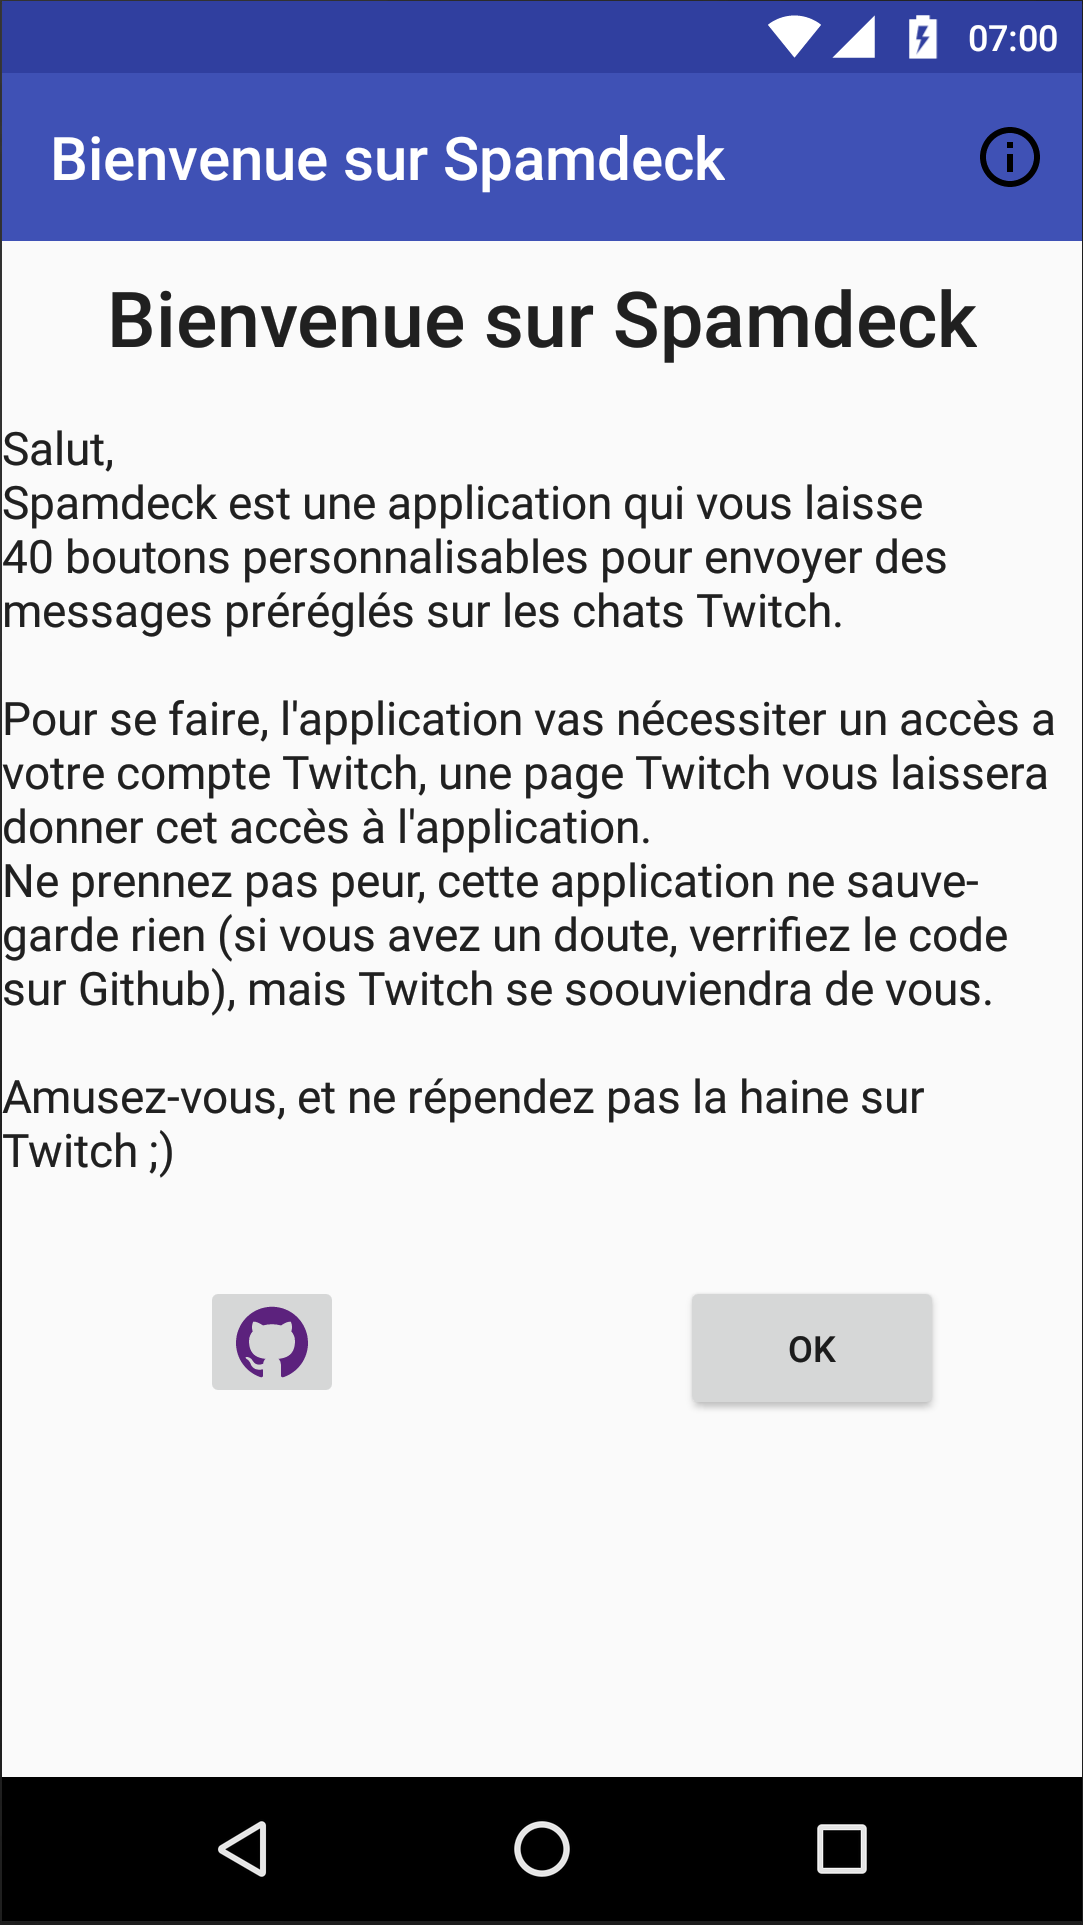 07:00
Bienvenue sur Spamdeck
Bienvenue sur Spamdeck
Salut,
Spamdeck est une application qui vous laisse
40 boutons personnalisables pour envoyer des
messages préréglés sur les chats Twitch.
Pour se faire, l'application vas nécessiter un accès a
votre compte Twitch, une page Twitch vous laissera
donner cet accès à l'application.
Ne prennez pas peur, cette application ne sauve-
garde rien (si vous avez un doute, verrifiez le code
sur Github), mais Twitch se soouviendra de vous.
Amusez-vous, et ne répendez pas la haine sur
Twitch ;)
OK